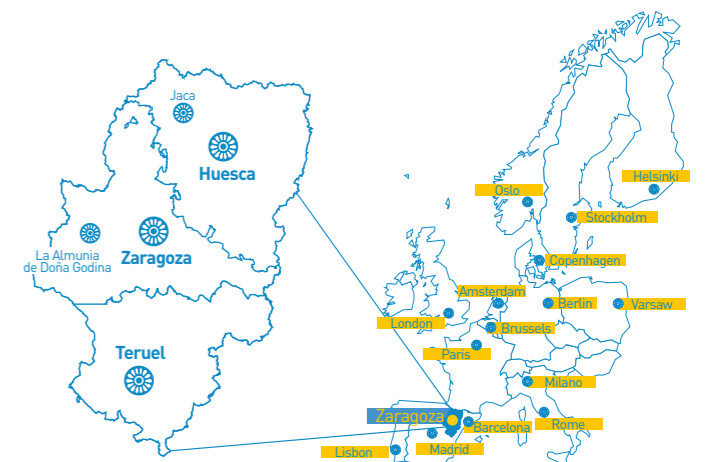 Jaca
Huesca
La Almunia
de Doña Godina
Zaragoza
Teruel
Helsinki
Oslo
Stockholm
Copenhagen
Amsterdam
Berlin
Varsaw
London
Brussels
Paris
Milano
Zaragoza
Barcelona
Rome
Madrid
Lisbon